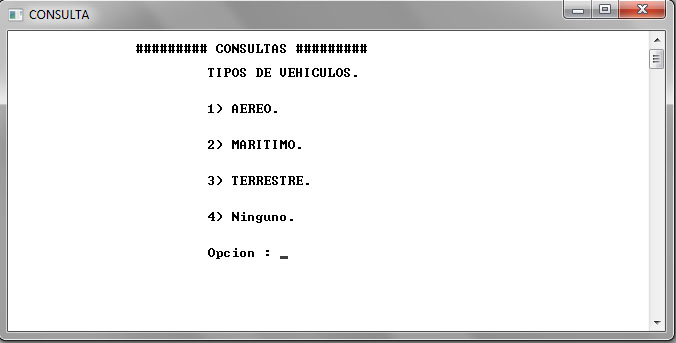 CONSULTA
######### CONSULTAS #########
TIPOS DE VEHICULOS.
1) AEREO.
2) MARITIMO.
3) TERRESTRE.
4) Ninguno.
Opcion : _